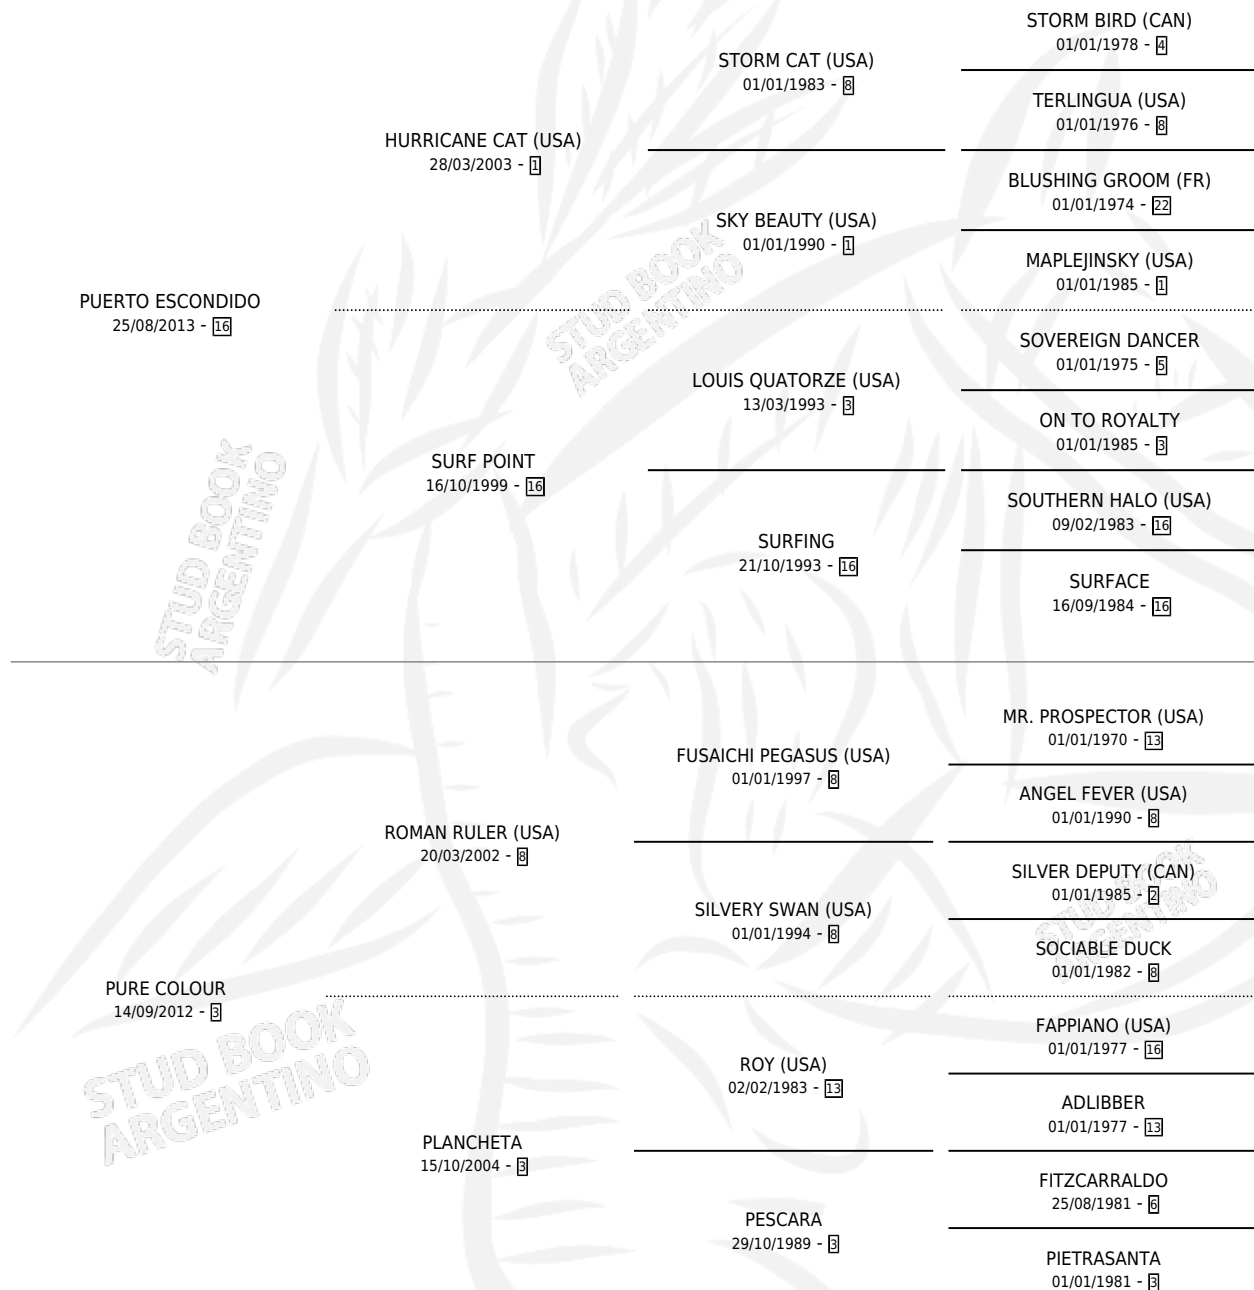 STORM BIRD (CAN)
01/01/1978 - 4
STORM CAT (USA)
01/01/1983 - 8
TERLINGUA (USA)
01/01/1976 - 8
HURRICANE CAT (USA)
28/03/2003 - 1
BLUSHING GROOM (FR)
01/01/1974 - 22
SKY BEAUTY (USA)
01/01/1990 - 1
MAPLEJINSKY (USA)
01/01/1985 - 1
PUERTO ESCONDIDO
25/08/2013 - 16
SOVEREIGN DANCER
01/01/1975 - 5
LOUIS QUATORZE (USA)
13/03/1993 - 3
ON TO ROYALTY
01/01/1985 - 3
SURF POINT
16/10/1999 - 16
SOUTHERN HALO (USA)
09/02/1983 - 16
SURFING
21/10/1993 - 16
SURFACE
16/09/1984 - 16
MR. PROSPECTOR (USA)
01/01/1970 - 13
FUSAICHI PEGASUS (USA)
01/01/1997 - 8
ANGEL FEVER (USA)
01/01/1990 - 8
ROMAN RULER (USA)
20/03/2002 - 8
SILVER DEPUTY (CAN)
01/01/1985 - 2
SILVERY SWAN (USA)
01/01/1994 - 8
SOCIABLE DUCK
01/01/1982 - 8
PURE COLOUR
14/09/2012 - 3
FAPPIANO (USA)
01/01/1977 - 16
ROY (USA)
02/02/1983 - 13
ADLIBBER
01/01/1977 - 13
PLANCHETA
15/10/2004 - 3
FITZCARRALDO
25/08/1981 - 6
PESCARA
29/10/1989 - 3
PIETRASANTA
01/01/1981 - 3
STUD BOOK
ARGENTINO
STUD BOOK
ARGENTINO
STUD BOOK
ARGENTINO
STUD BOOK
ARGENTINO